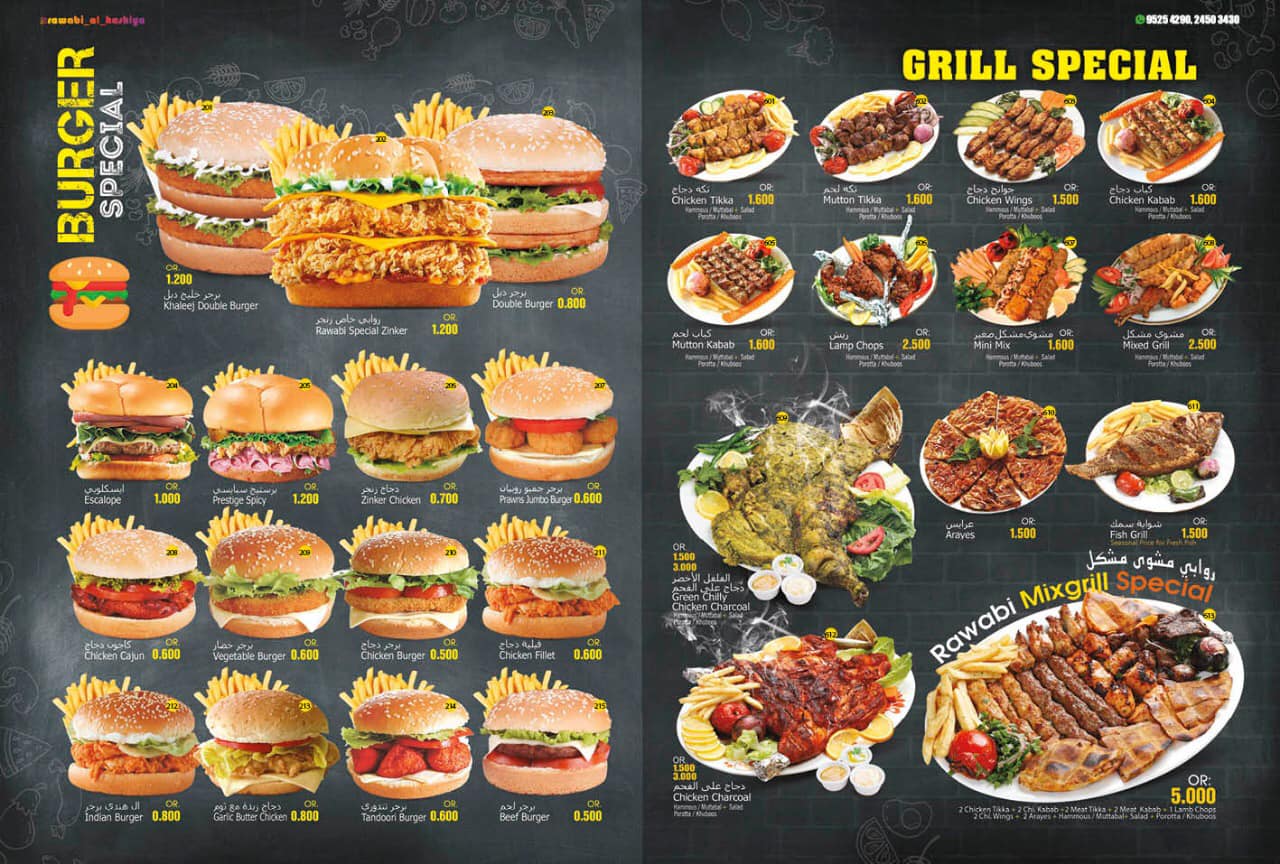 @rawabi_al_hashiya
BURGER
SPECIAL
201
202
203
OR.
1.200
برجر خليج دبل
Khaleej Double Burger
روابي خاص زنجر
OR.
Rawabi Special Zinker 1.200
برجر دبل
OR.
Double Burger 0.800
204
ايسكلوبي
OR.
Escalope 1.000
205
برستيج سبايسي
OR.
Prestige Spicy 1.200
206
دجاج زنجر
OR.
Zinker Chicken 0.700
207
برجر جمبو روبيان
OR.
Prawns Jumbo Burger 0.600
208
كاجون دجاج
OR.
Chicken Cajun 0.600
209
برجر خضار
OR.
Vegetable Burger 0.600
210
برجر دجاج
OR.
Chicken Burger 0.500
211
فيلية دجاج
OR.
Chicken Fillet 0.600
212
ال هندي برجر
OR.
Indian Burger 0.800
213
دجاج زبدة مع ثوم
OR.
Garlic Butter Chicken 0.800
214
برجر تندوري
OR.
Tandoori Burger 0.600
215
برجر لحم
OR.
Beef Burger 0.500
9525 4290, 2450 3430
GRILL SPECIAL
601
تكه دجاج
OR:
Chicken Tikka 1.600
Hammous / Muttabal + Salad
Porotta / Khuboos
602
تكه لحم
OR:
Mutton Tikka 1.600
Hammous / Muttabal + Salad
Porotta / Khuboos
603
جوانح دجاج
OR:
Chicken Wings 1.500
Hammous / Muttabal + Salad
Porotta / Khuboos
604
كباب دجاج
OR:
Chicken Kabab 1.600
Hammous / Muttabal + Salad
Porotta / Khuboos
605
كباب لحم
OR:
Mutton Kabab 1.600
Hammous / Muttabal + Salad
Porotta / Khuboos
606
ريش
OR:
Lamp Chops 2.500
Hammous / Muttabal + Salad
Porotta / Khuboos
607
مشوي مشكل صغير
OR:
Mini Mix 1.600
Hammous / Muttabal + Salad
Porotta / Khuboos
608
مشوي مشكل
OR:
Mixed Grill 2.500
Hammous / Muttabal + Salad
Porotta / Khuboos
609
OR.
1.500
3.000
الفلفل الأخضر
دجاج على الفحم
Green Chilly
Chicken Charcoal
Hammous / Muttabal + Salad
Porotta / Khuboos
610
عرايس
OR:
Arayes 1.500
611
شواية سمك
OR:
Fish Grill 1.500
Seasonal Price for Fresh Fish
612
OR.
1.500
3.000
دجاج على الفحم
Chicken Charcoal
Hammous / Muttabal + Salad
Porotta / Khuboos
روابي مشوي مشكل
Rawabi Mixgrill Special
613
OR:
5.000
2 Chicken Tikka + 2 Chi. Kabab + 2 Meat Tikka + 2 Meat Kabab + 1 Lamb Chops
2 Chi. Wings + 2 Arayes + Hammous / Muttabal + Salad + Porotta / Khuboos